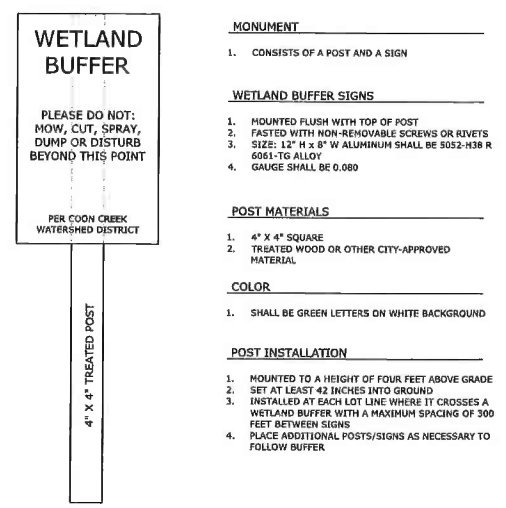 WETLAND
BUFFER
PLEASE DO NOT:
MOW, CUT, SPRAY,
DUMP OR DISTURB
BEYOND THIS POINT
PER COON CREEK
WATERSHED DISTRICT
4" X 4" TREATED POST
MONUMENT
1. CONSISTS OF A POST AND A SIGN
WETLAND BUFFER SIGNS
1. MOUNTED FLUSH WITH TOP OF POST
2. FASTED WITH NON-REMOVABLE SCREWS OR RIVETS
3. SIZE: 12" H x 8" W ALUMINUM SHALL BE 5052-H38 R
6061-TG ALLOY
4. GAUGE SHALL BE 0.080
POST MATERIALS
1. 4" X 4" SQUARE
2. TREATED WOOD OR OTHER CITY-APPROVED
MATERIAL
COLOR
1. SHALL BE GREEN LETTERS ON WHITE BACKGROUND
POST INSTALLATION
1. MOUNTED TO A HEIGHT OF FOUR FEET ABOVE GRADE
2. SET AT LEAST 42 INCHES INTO GROUND
3. INSTALLED AT EACH LOT LINE WHERE IT CROSSES A
WETLAND BUFFER WITH A MAXIMUM SPACING OF 300
FEET BETWEEN SIGNS
4. PLACE ADDITIONAL POSTS/SIGNS AS NECESSARY TO
FOLLOW BUFFER